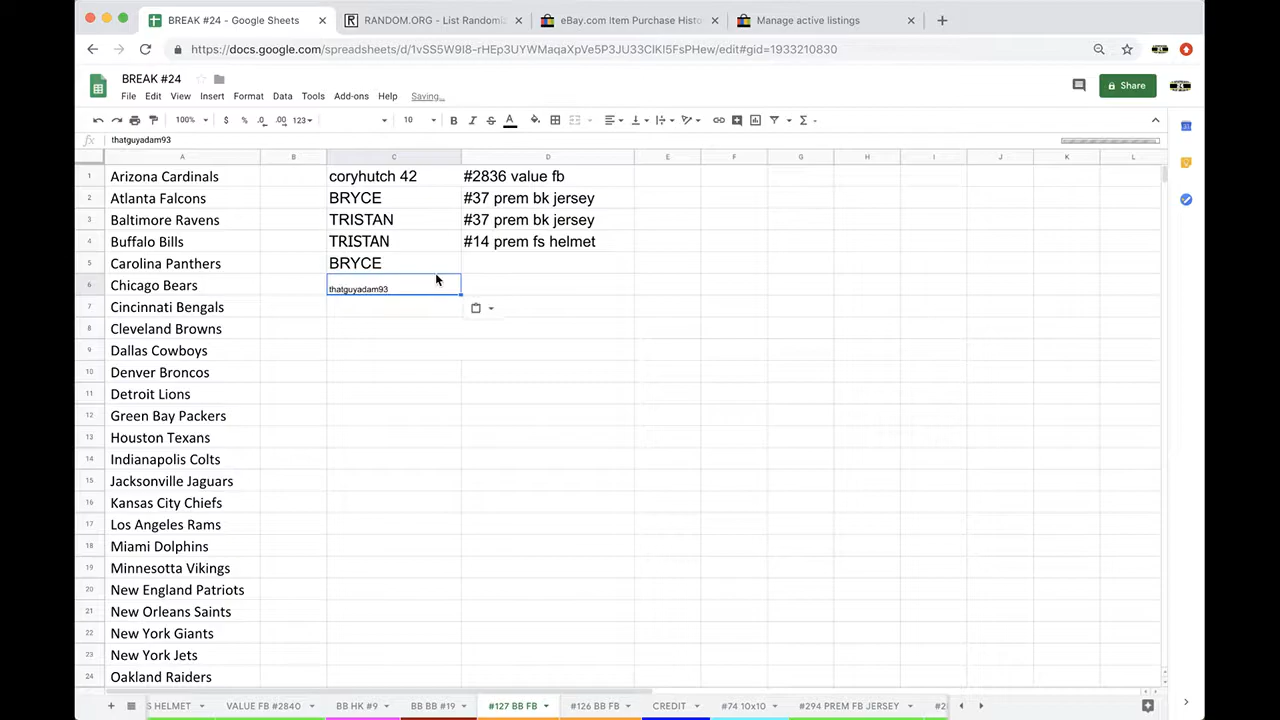 BREAK #24 - Google Sheets
RANDOM.ORG - List Randomi
eBay.com Item Purchase Histo
Manage active listings
https://docs.google.com/spreadsheets/d/1vSS5W9I8-rHEp3UYWMaqaXpVe5P3JU33ClKI5FsPHew/edit#gid=1933210830
BREAK #24
File Edit View Insert Format Data Tools Add-ons Help Saving...
Share
100% $ % .0 .00 123 10 B I S A
fx thatguyadam93
A B C D E F G H I J K L
1 Arizona Cardinals coryhutch 42 #2836 value fb
2 Atlanta Falcons BRYCE #37 prem bk jersey
3 Baltimore Ravens TRISTAN #37 prem bk jersey
4 Buffalo Bills TRISTAN #14 prem fs helmet
5 Carolina Panthers BRYCE
6 Chicago Bears thatguyadam93
7 Cincinnati Bengals
8 Cleveland Browns
9 Dallas Cowboys
10 Denver Broncos
11 Detroit Lions
12 Green Bay Packers
13 Houston Texans
14 Indianapolis Colts
15 Jacksonville Jaguars
16 Kansas City Chiefs
17 Los Angeles Rams
18 Miami Dolphins
19 Minnesotta Vikings
20 New England Patriots
21 New Orleans Saints
22 New York Giants
23 New York Jets
24 Oakland Raiders
S HELMET VALUE FB #2840 BB HK #9 BB BB #19 #127 BB FB #126 BB FB CREDIT #74 10x10 #294 PREM FB JERSEY #2